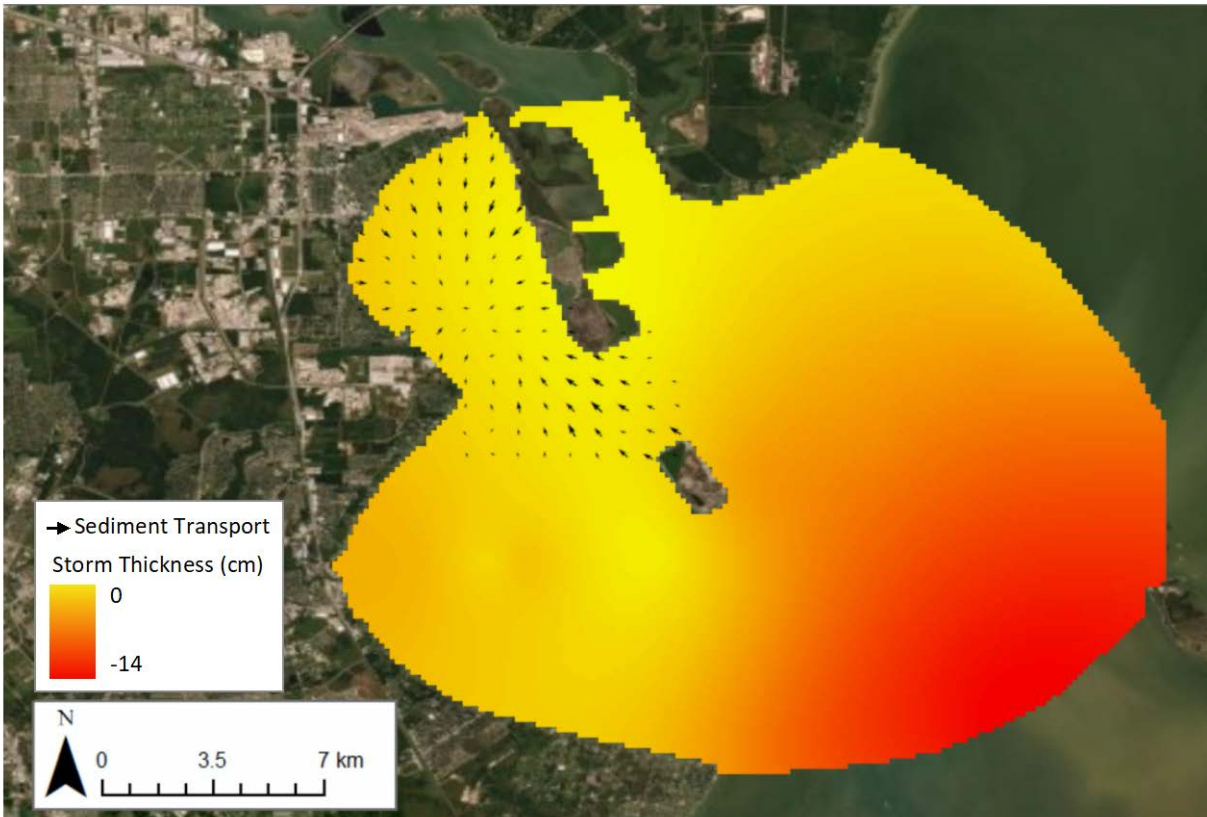 Sediment Transport
Storm Thickness (cm)
0
-14
N
0 3.5 7 km